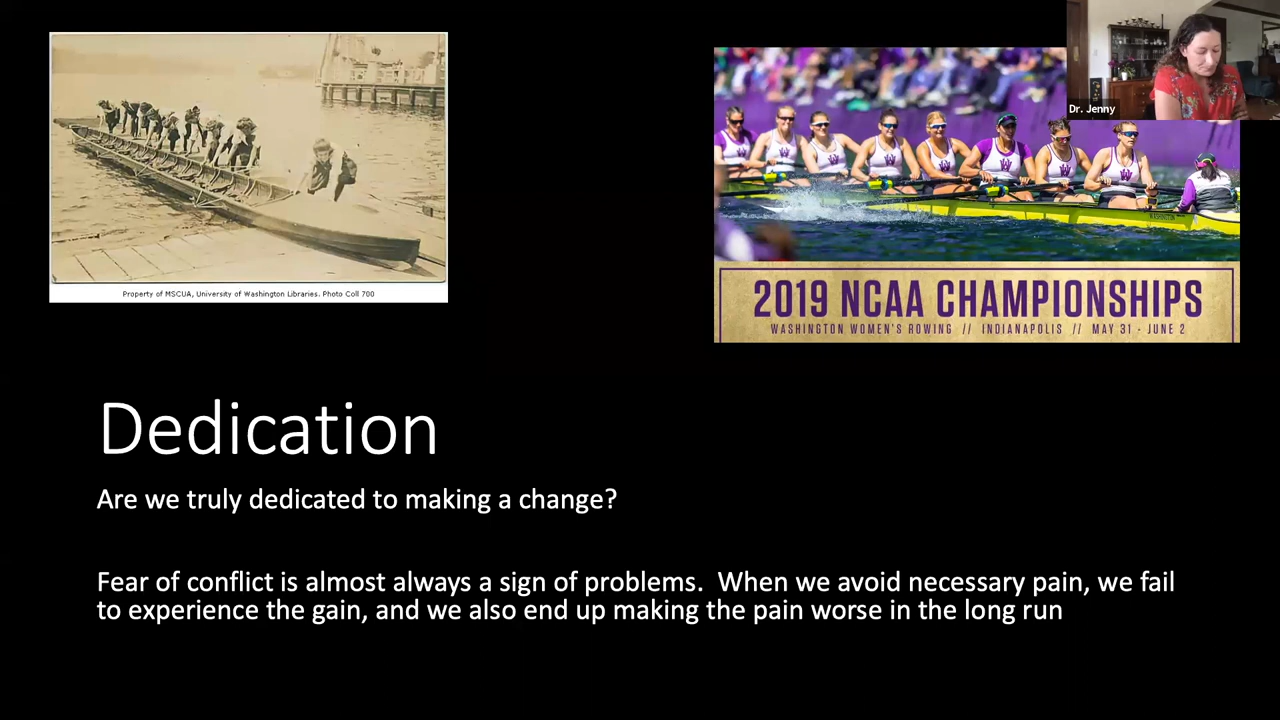 Property of MSCUA, University of Washington Libraries. Photo Coll 700
Dr. Jenny
W W W W W W
WASHINGTON
2019 NCAA CHAMPIONSHIPS
WASHINGTON WOMEN'S ROWING // INDIANAPOLIS // MAY 31 - JUNE 2
Dedication
Are we truly dedicated to making a change?
Fear of conflict is almost always a sign of problems. When we avoid necessary pain, we fail
to experience the gain, and we also end up making the pain worse in the long run